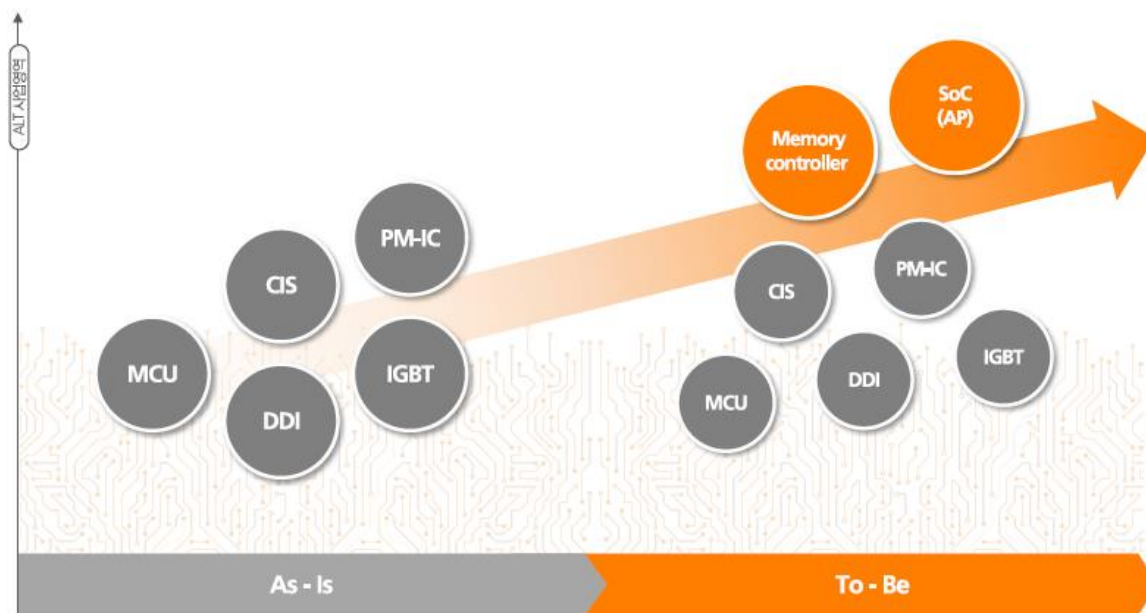 ALT 사업영역
SoC
(AP)
Memory
controller
PM-IC
CIS
MCU
IGBT
DDI
CIS
PM-IC
MCU
DDI
IGBT
As - Is
To - Be